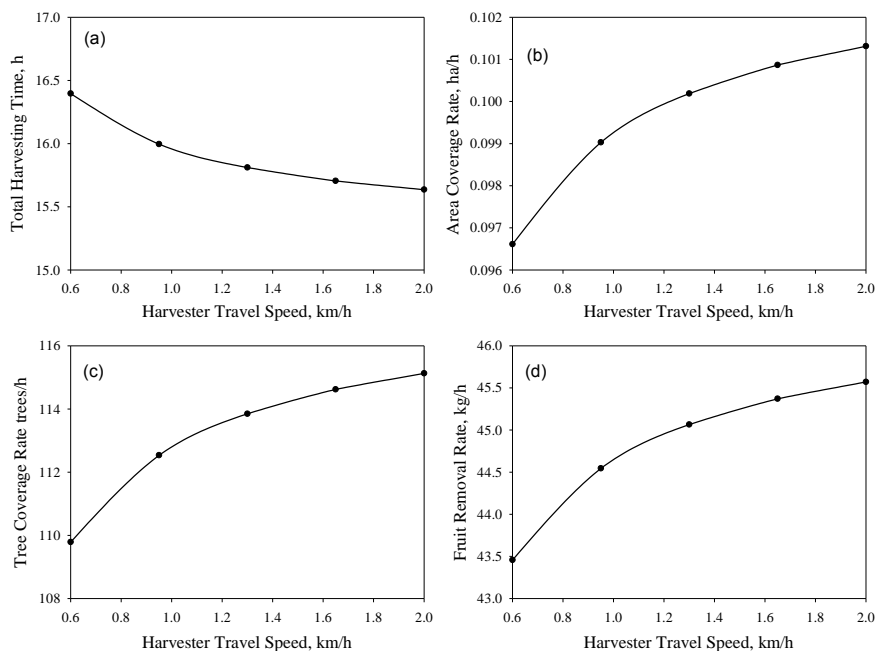 (a)
17.0
16.5
16.0
15.5
15.0
Total Harvesting Time, h
0.6 0.8 1.0 1.2 1.4 1.6 1.8 2.0
Harvester Travel Speed, km/h
(b)
0.102
0.101
0.100
0.099
0.098
0.097
0.096
Area Coverage Rate, ha/h
0.6 0.8 1.0 1.2 1.4 1.6 1.8 2.0
Harvester Travel Speed, km/h
(c)
116
114
112
110
108
Tree Coverage Rate trees/h
0.6 0.8 1.0 1.2 1.4 1.6 1.8 2.0
Harvester Travel Speed, km/h
(d)
46.0
45.5
45.0
44.5
44.0
43.5
43.0
Fruit Removal Rate, kg/h
0.6 0.8 1.0 1.2 1.4 1.6 1.8 2.0
Harvester Travel Speed, km/h